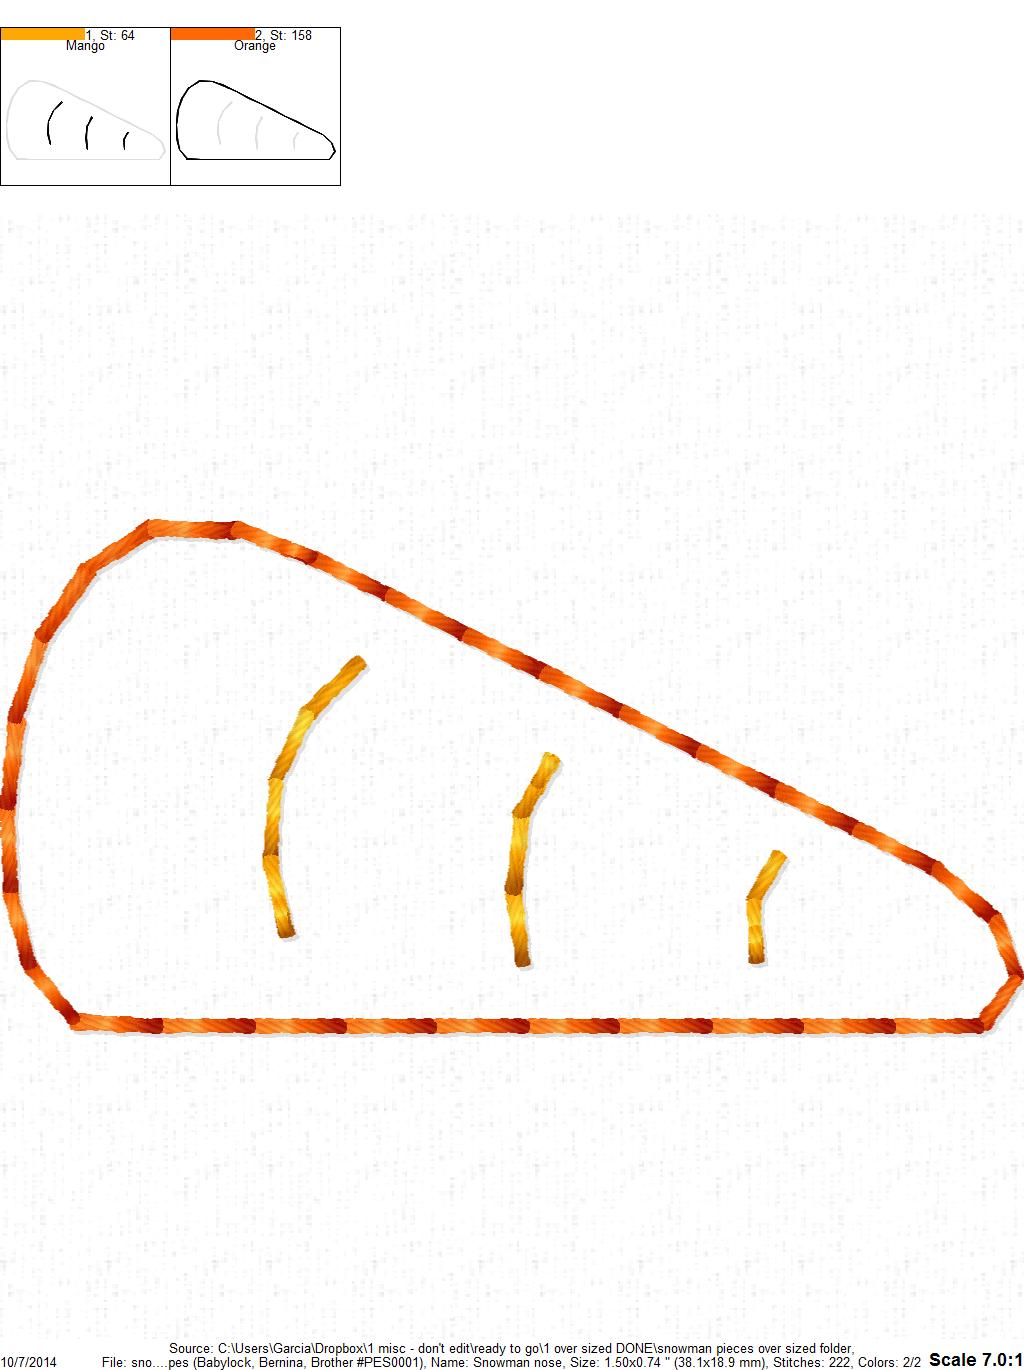 1, St: 64
Mango
2, St: 158
Orange
Source: C:\Users\Garcia\Dropbox\1 misc - don't edit\ready to go\1 over sized DONE\snowman pieces over sized folder,
10/7/2014 File: sno....pes (Babylock, Bernina, Brother #PES0001), Name: Snowman nose, Size: 1.50x0.74 " (38.1x18.9 mm), Stitches: 222, Colors: 2/2 Scale 7.0:1